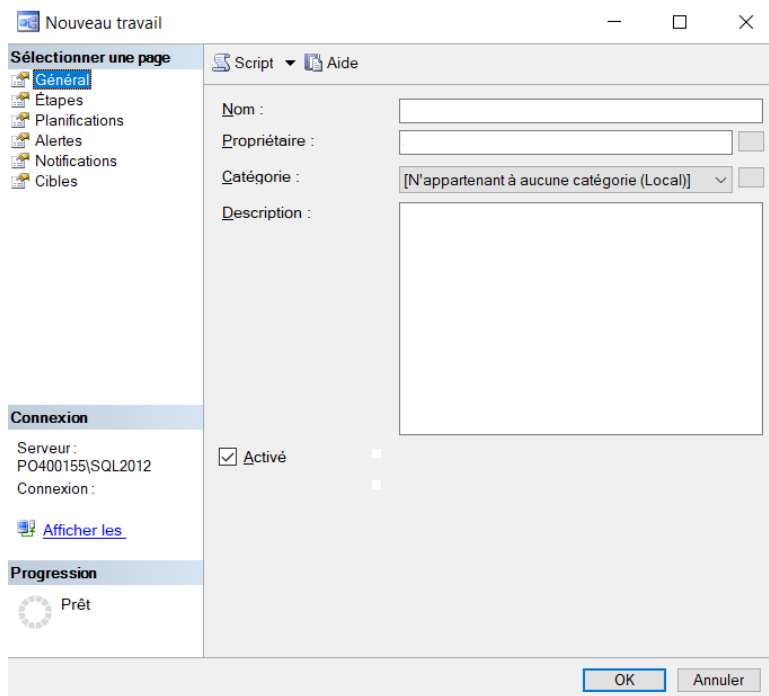 Nouveau travail
Sélectionner une page
Général
Étapes
Planifications
Alertes
Notifications
Cibles
Script
Aide
Nom :
Propriétaire :
Catégorie :
[N'appartenant à aucune catégorie (Local)]
Description :
Activé
Connexion
Serveur :
PO400155\SQL2012
Connexion :
Afficher les
Progression
Prêt
OK
Annuler